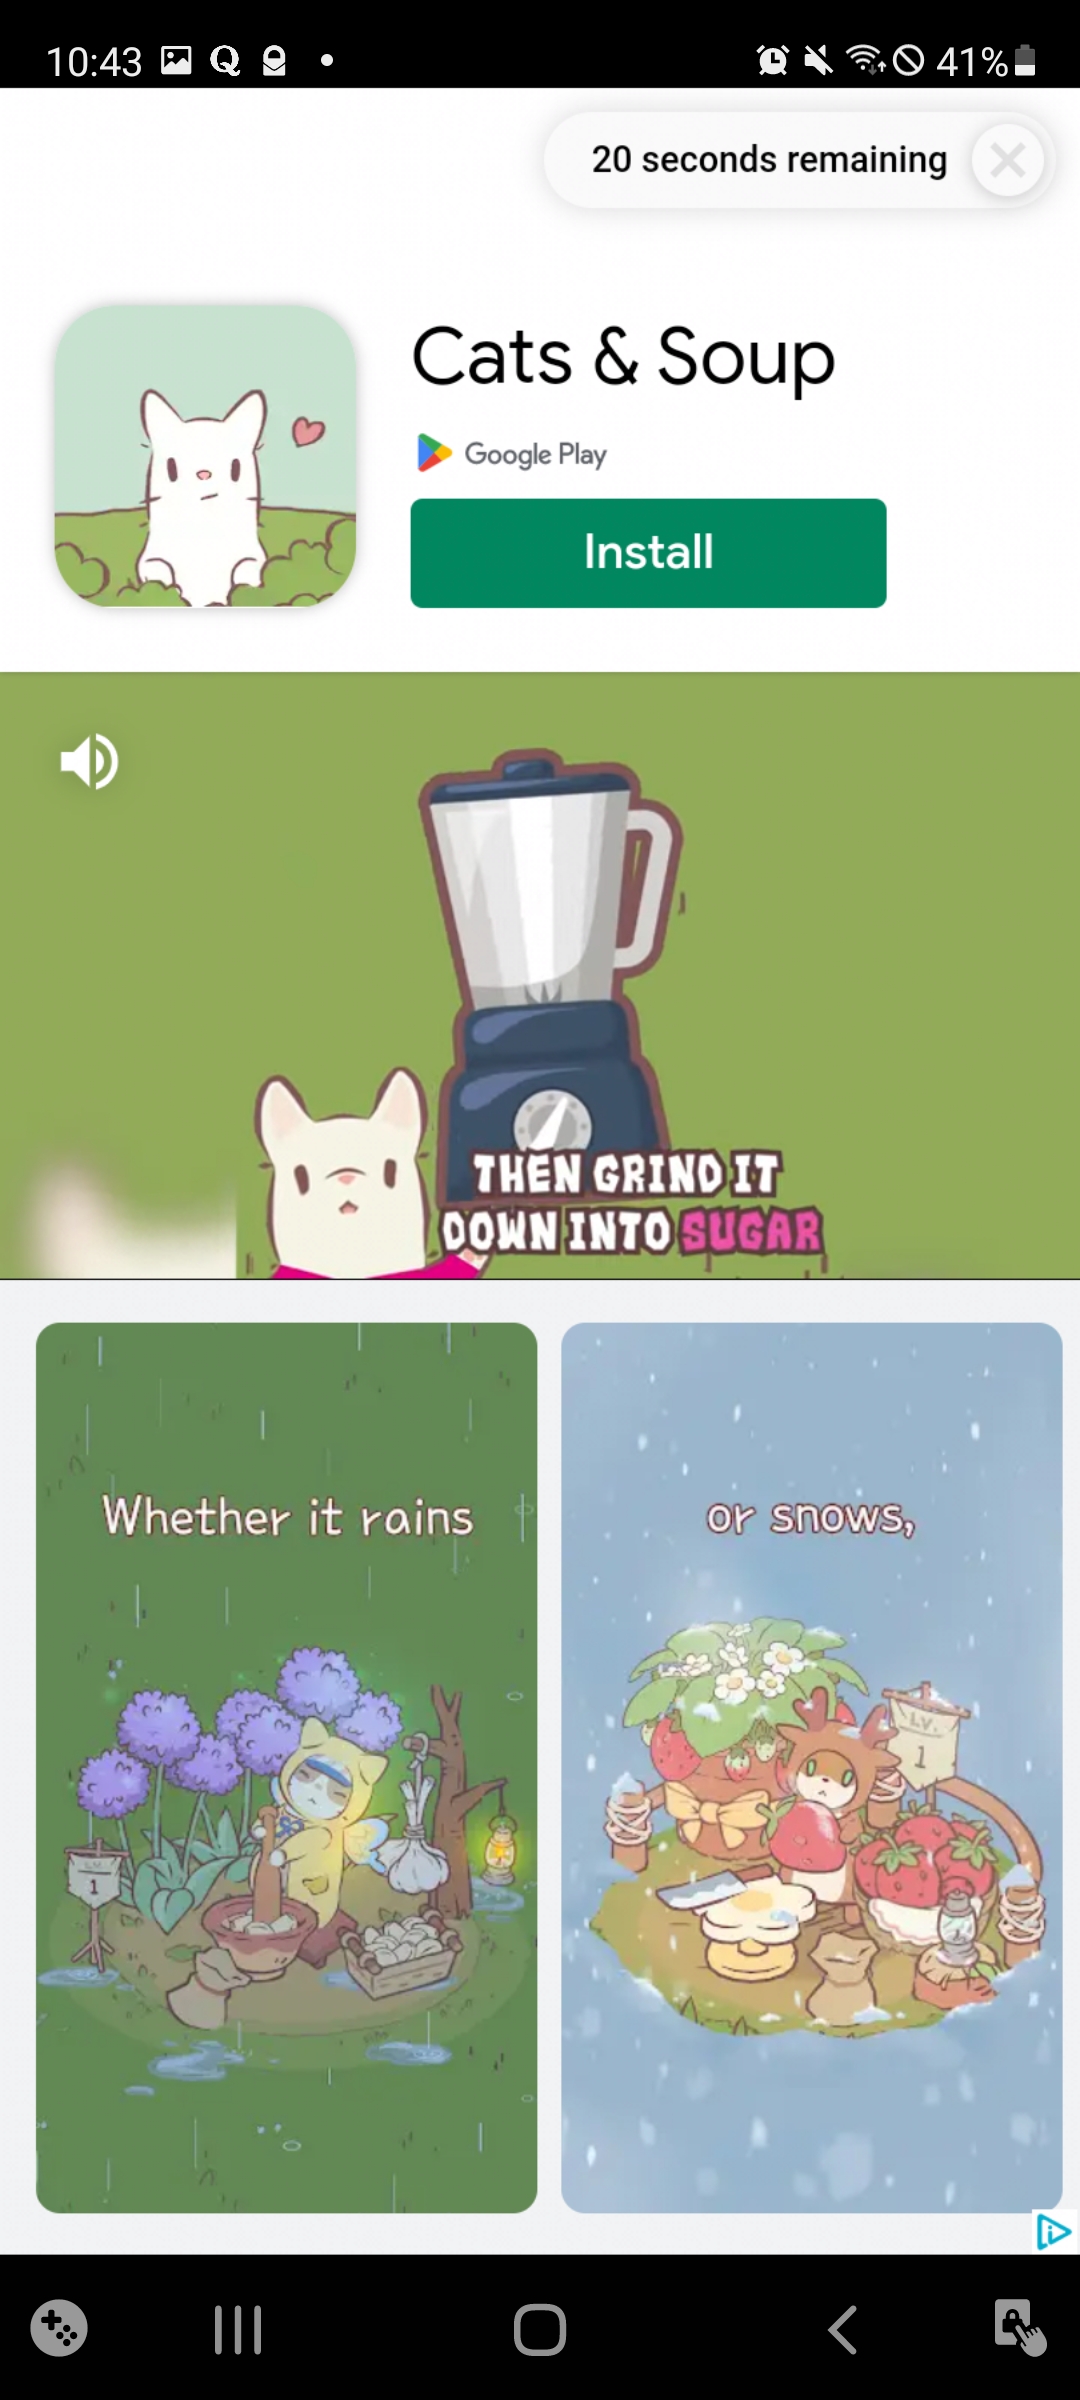 10:43
41%
20 seconds remaining
Cats & Soup
Google Play
Install
THEN GRIND IT
DOWN INTO SUGAR
Whether it rains
or snows,
LV.
1
LV.
1